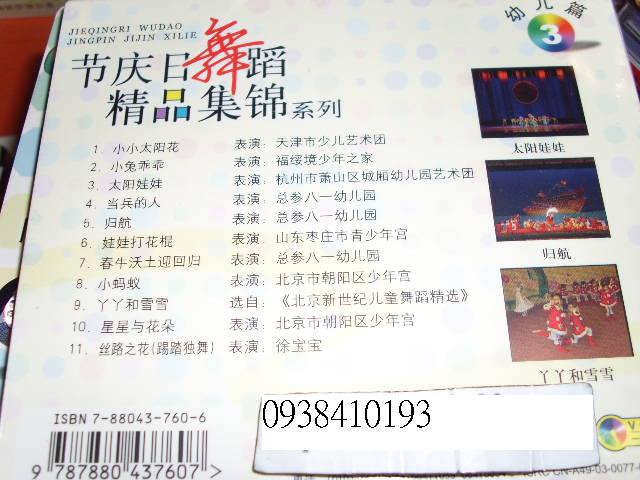 JIEQINGRI WUDAO
JINGPIN JIJIN XILIE
节庆日舞蹈
精品集锦系列
幼儿篇
3
1. 小小太阳花 表演：天津市少儿艺术团
2. 小兔乖乖 表演：福绥境少年之家
3. 太阳娃娃 表演：杭州市萧山区城厢幼儿园艺术团
4. 当兵的人 表演：总参八一幼儿园
5. 归航 表演：总参八一幼儿园
6. 娃娃打花棍 表演：山东枣庄市青少年宫
7. 春牛沃土迎回归 表演：总参八一幼儿园
8. 小蚂蚁 表演：北京市朝阳区少年宫
9. 丫丫和雪雪 选自：《北京新世纪儿童舞蹈精选》
10. 星星与花朵 表演：北京市朝阳区少年宫
11. 丝路之花(踢踏独舞) 表演：徐宝宝
太阳娃娃
归航
丫丫和雪雪
ISBN 7-88043-760-6
9 787880 437607 >
0938410193
CN-A49-03-0077-0